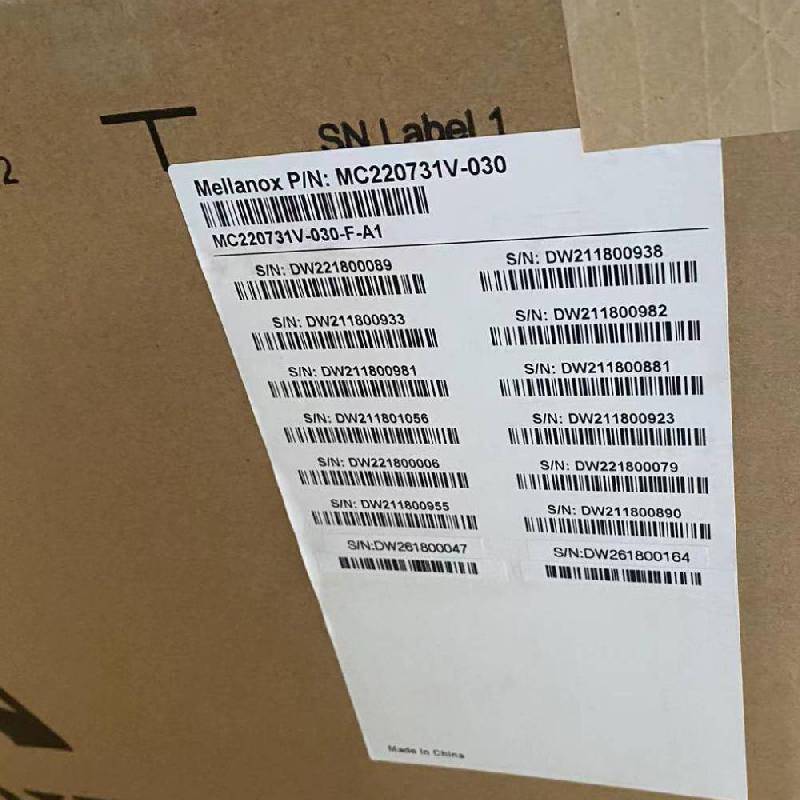 2
SN Label 1
Mellanox P/N: MC220731V-030
MC220731V-030-F-A1
S/N: DW221800089
S/N: DW211800938
S/N: DW211800933
S/N: DW211800982
S/N: DW211800981
S/N: DW211800881
S/N: DW211801056
S/N: DW211800923
S/N: DW221800006
S/N: DW221800079
S/N: DW211800955
S/N: DW211800890
S/N:DW261800047
S/N:DW261800164
Made in China